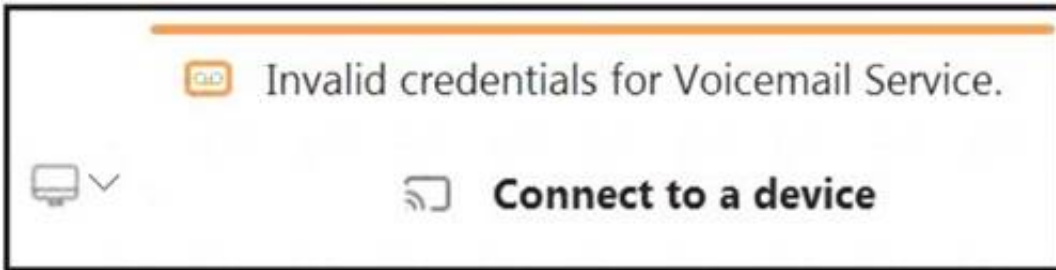 Invalid credentials for Voicemail Service.
Connect to a device